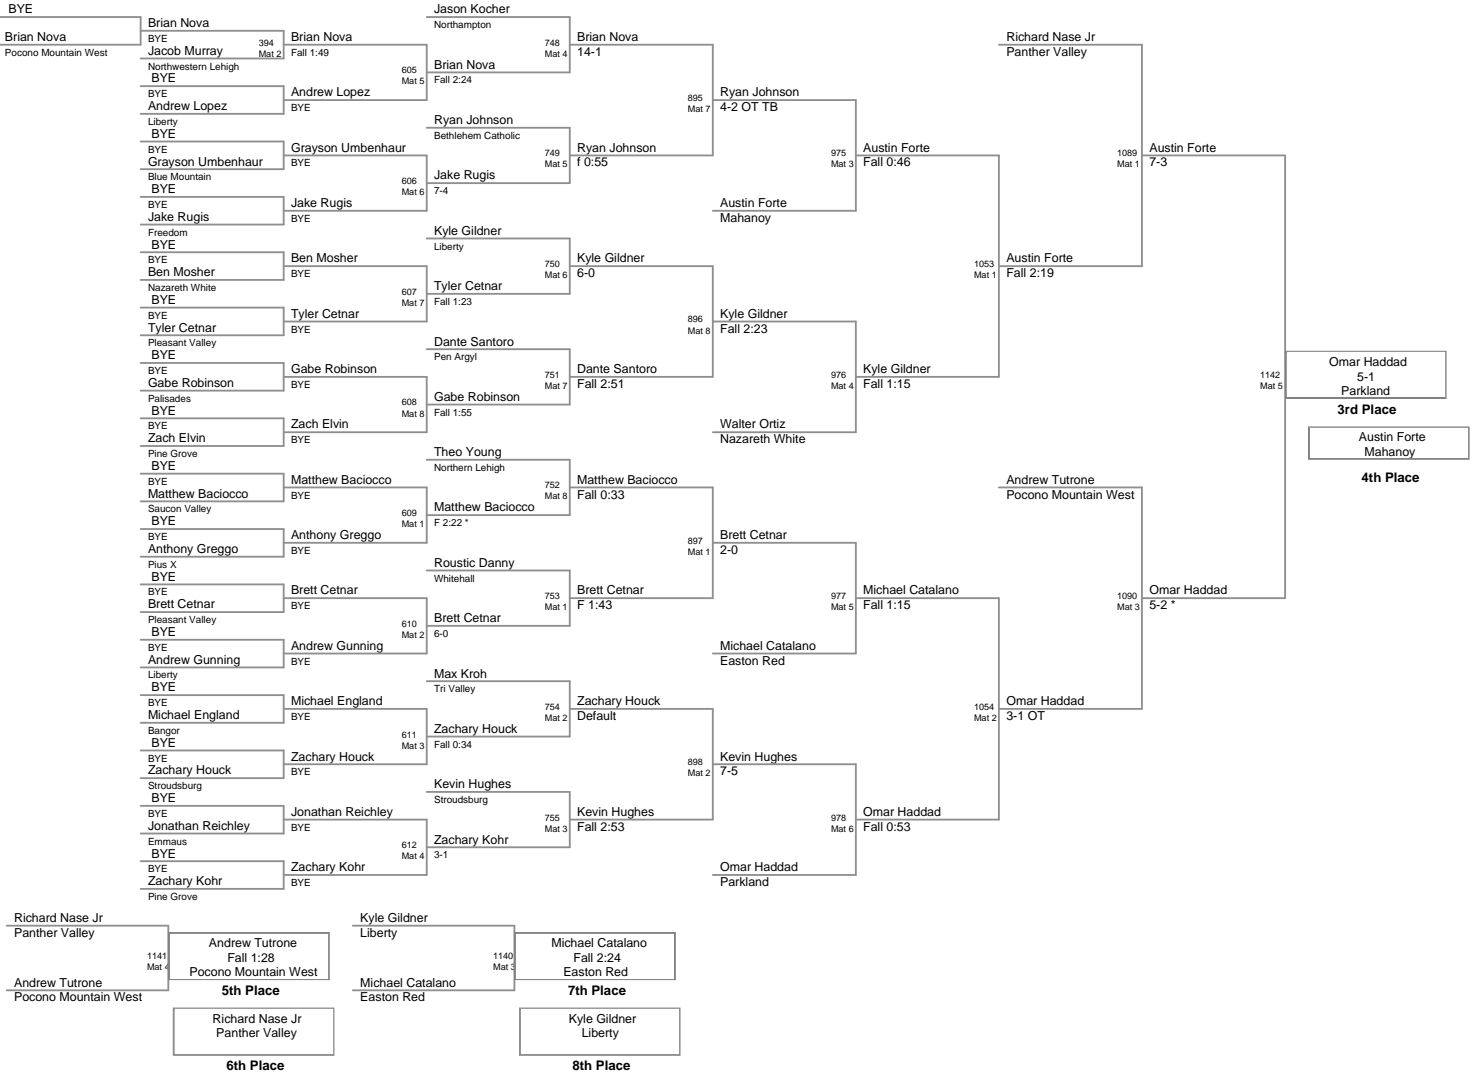 BYE
Brian Nova
Pocono Mountain West
Brian Nova
BYE
Jacob Murray
Northwestern Lehigh
BYE
BYE
Andrew Lopez
Liberty
BYE
BYE
Grayson Umbenhaur
Blue Mountain
BYE
BYE
Jake Rugis
Freedom
BYE
BYE
Ben Mosher
Nazareth White
BYE
BYE
Tyler Cetnar
Pleasant Valley
BYE
BYE
Gabe Robinson
Palisades
BYE
BYE
Zach Elvin
Pine Grove
BYE
BYE
Matthew Baciocco
Saucon Valley
BYE
BYE
Anthony Greggo
Pius X
BYE
BYE
Brett Cetnar
Pleasant Valley
BYE
BYE
Andrew Gunning
Liberty
BYE
BYE
Michael England
Bangor
BYE
BYE
Zachary Houck
Stroudsburg
BYE
BYE
Jonathan Reichley
Emmaus
BYE
BYE
Zachary Kohr
Pine Grove
394
Mat 2
Brian Nova
Fall 1:49
Andrew Lopez
BYE
Grayson Umbenhaur
BYE
Jake Rugis
BYE
Ben Mosher
BYE
Tyler Cetnar
BYE
Gabe Robinson
BYE
Zach Elvin
BYE
Matthew Baciocco
BYE
Anthony Greggo
BYE
Brett Cetnar
BYE
Andrew Gunning
BYE
Michael England
BYE
Zachary Houck
BYE
Jonathan Reichley
BYE
Zachary Kohr
BYE
605
Mat 5
606
Mat 6
607
Mat 7
608
Mat 8
609
Mat 1
610
Mat 2
611
Mat 3
612
Mat 4
Jason Kocher
Northampton
Brian Nova
Fall 2:24
Ryan Johnson
Bethlehem Catholic
Jake Rugis
7-4
Kyle Gildner
Liberty
Tyler Cetnar
Fall 1:23
Dante Santoro
Pen Argyl
Gabe Robinson
Fall 1:55
Theo Young
Northern Lehigh
Matthew Baciocco
F 2:22 *
Roustic Danny
Whitehall
Brett Cetnar
6-0
Max Kroh
Tri Valley
Zachary Houck
Fall 0:34
Kevin Hughes
Stroudsburg
Zachary Kohr
3-1
748
Mat 4
749
Mat 5
750
Mat 6
751
Mat 7
752
Mat 8
753
Mat 1
754
Mat 2
755
Mat 3
Brian Nova
14-1
Ryan Johnson
f 0:55
Kyle Gildner
6-0
Dante Santoro
Fall 2:51
Matthew Baciocco
Fall 0:33
Brett Cetnar
F 1:43
Zachary Houck
Default
Kevin Hughes
Fall 2:53
895
Mat 7
896
Mat 8
897
Mat 1
898
Mat 2
Ryan Johnson
4-2 OT TB
Austin Forte
Mahanoy
Kyle Gildner
Fall 2:23
Walter Ortiz
Nazareth White
Brett Cetnar
2-0
Michael Catalano
Easton Red
Kevin Hughes
7-5
Omar Haddad
Parkland
975
Mat 3
976
Mat 4
977
Mat 5
978
Mat 6
Austin Forte
Fall 0:46
Kyle Gildner
Fall 1:15
Michael Catalano
Fall 1:15
Omar Haddad
Fall 0:53
1053
Mat 1
1054
Mat 2
Richard Nase Jr
Panther Valley
Austin Forte
Fall 2:19
Andrew Tutrone
Pocono Mountain West
Omar Haddad
3-1 OT
1089
Mat 1
1090
Mat 3
Austin Forte
7-3
Omar Haddad
5-2 *
1142
Mat 5
Omar Haddad
5-1
Parkland
3rd Place
Austin Forte
Mahanoy
4th Place
Richard Nase Jr
Panther Valley
1141
Mat 4
Andrew Tutrone
Pocono Mountain West
Andrew Tutrone
Fall 1:28
Pocono Mountain West
5th Place
Richard Nase Jr
Panther Valley
6th Place
Kyle Gildner
Liberty
1140
Mat 3
Michael Catalano
Easton Red
Michael Catalano
Fall 2:24
Easton Red
7th Place
Kyle Gildner
Liberty
8th Place